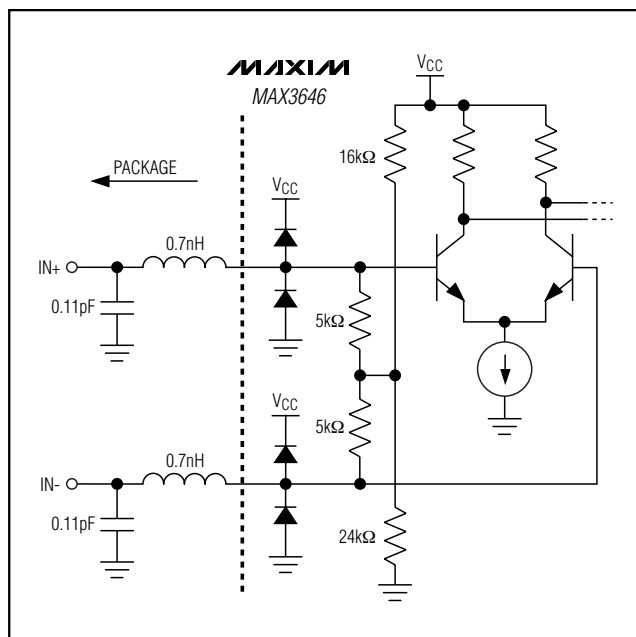 MAXIM
MAX3646
VCC
16kΩ
PACKAGE
VCC
0.7nH
IN+
0.11pF
5kΩ
VCC
5kΩ
0.7nH
IN-
0.11pF
24kΩ